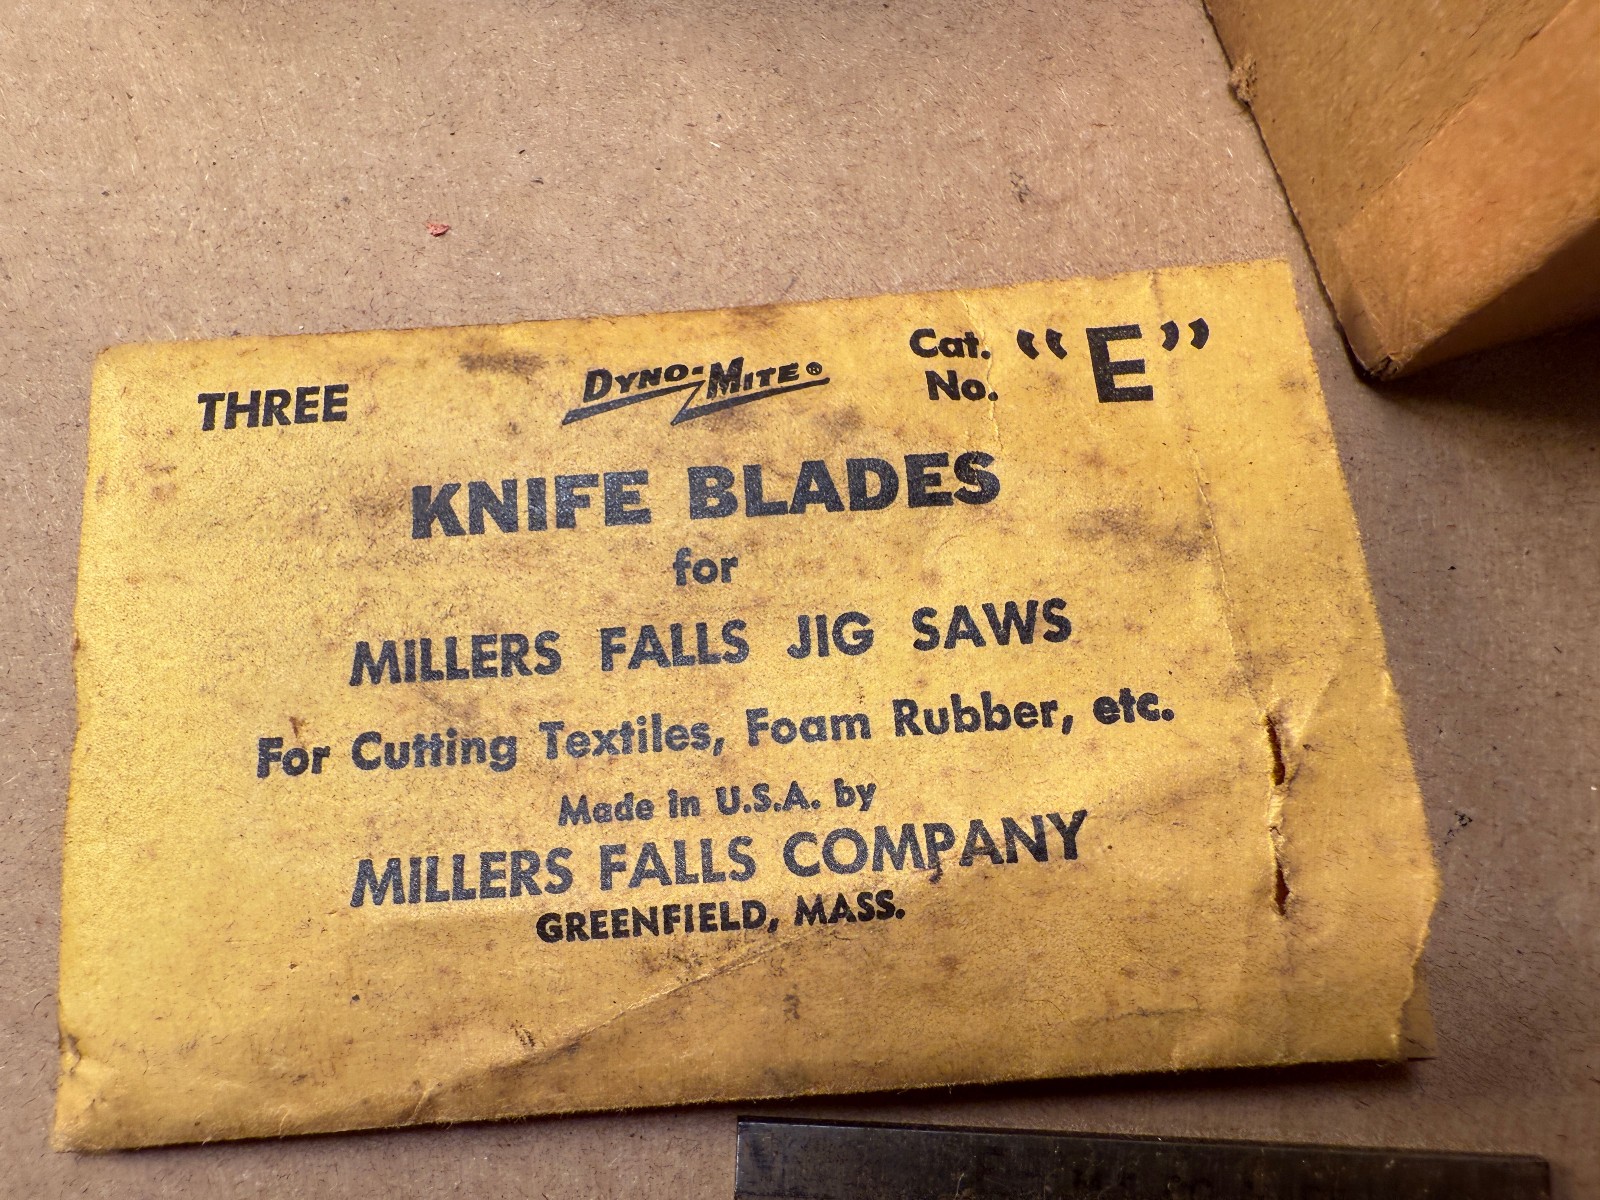 THREE
DYNO-MITE®
Cat. No. “E”
KNIFE BLADES
for
MILLERS FALLS JIG SAWS
For Cutting Textiles, Foam Rubber, etc.
Made in U.S.A. by
MILLERS FALLS COMPANY
GREENFIELD, MASS.